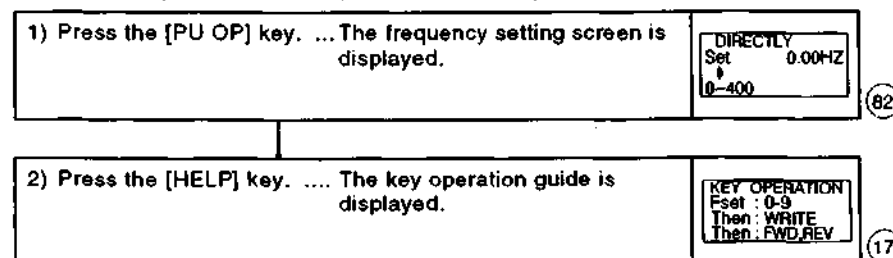 1) Press the [PU OP] key. ... The frequency setting screen is
displayed.
DIRECTLY
Set 0.00HZ
0-400
82
2) Press the [HELP] key. .... The key operation guide is
displayed.
KEY OPERATION
Fset : 0-9
Then : WRITE
Then : FWD,REV
17